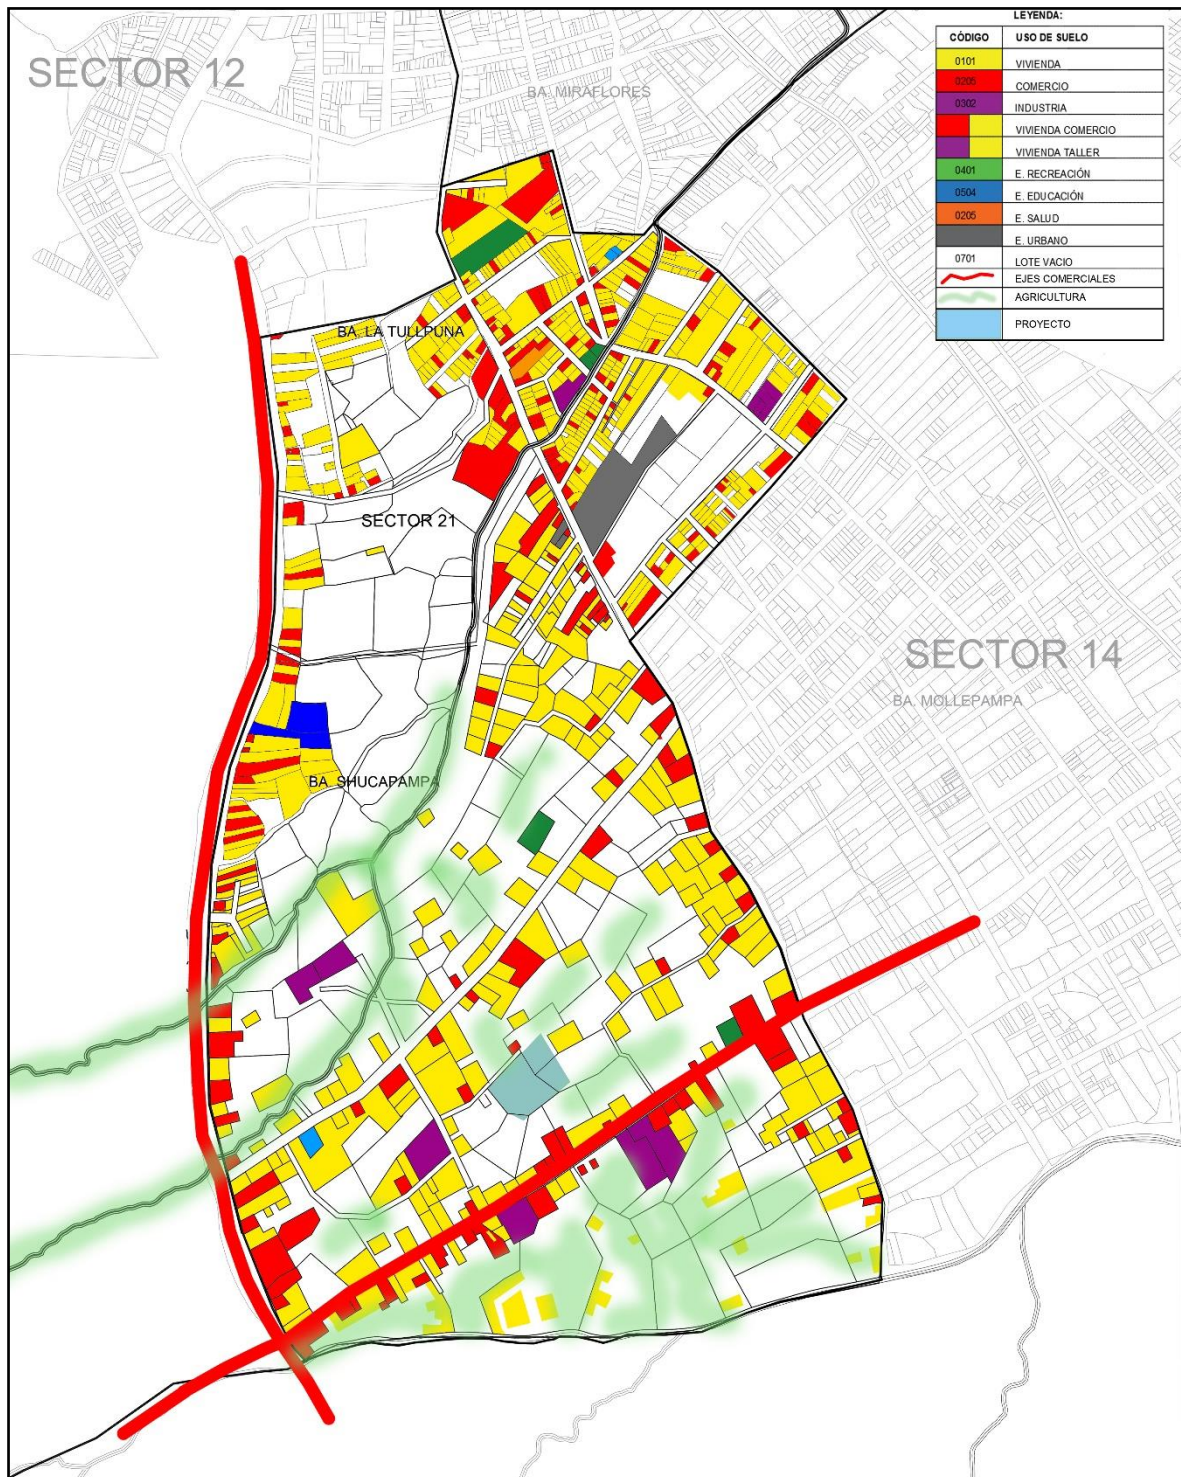 LEYENDA:
CÓDIGO USO DE SUELO
0101 VIVIENDA
0205 COMERCIO
0302 INDUSTRIA
VIVIENDA COMERCIO
VIVIENDA TALLER
0401 E. RECREACIÓN
0504 E. EDUCACIÓN
0205 E. SALUD
E. URBANO
0701 LOTE VACIO
EJES COMERCIALES
AGRICULTURA
PROYECTO
SECTOR 12
BA. MIRAFLORES
BA. LA TULLPUNA
SECTOR 21
SECTOR 14
BA. MOLLEPAMPA
BA. SHUCAPAMPA